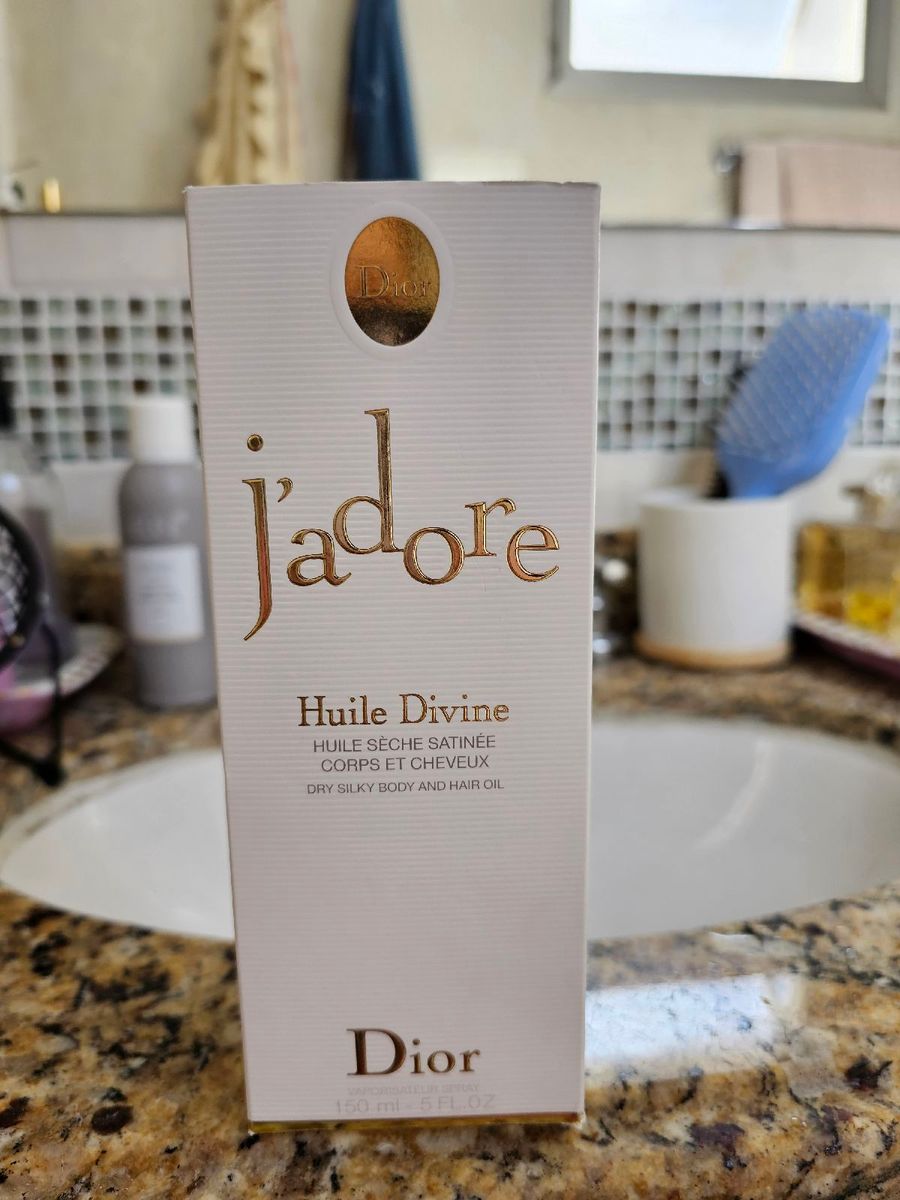 Dior
j'adore
Huile Divine
HUILE SÈCHE SATINÉE
CORPS ET CHEVEUX
DRY SILKY BODY AND HAIR OIL
Dior
VAPORISATEUR SPRAY
150 ml - 5 FL.OZ